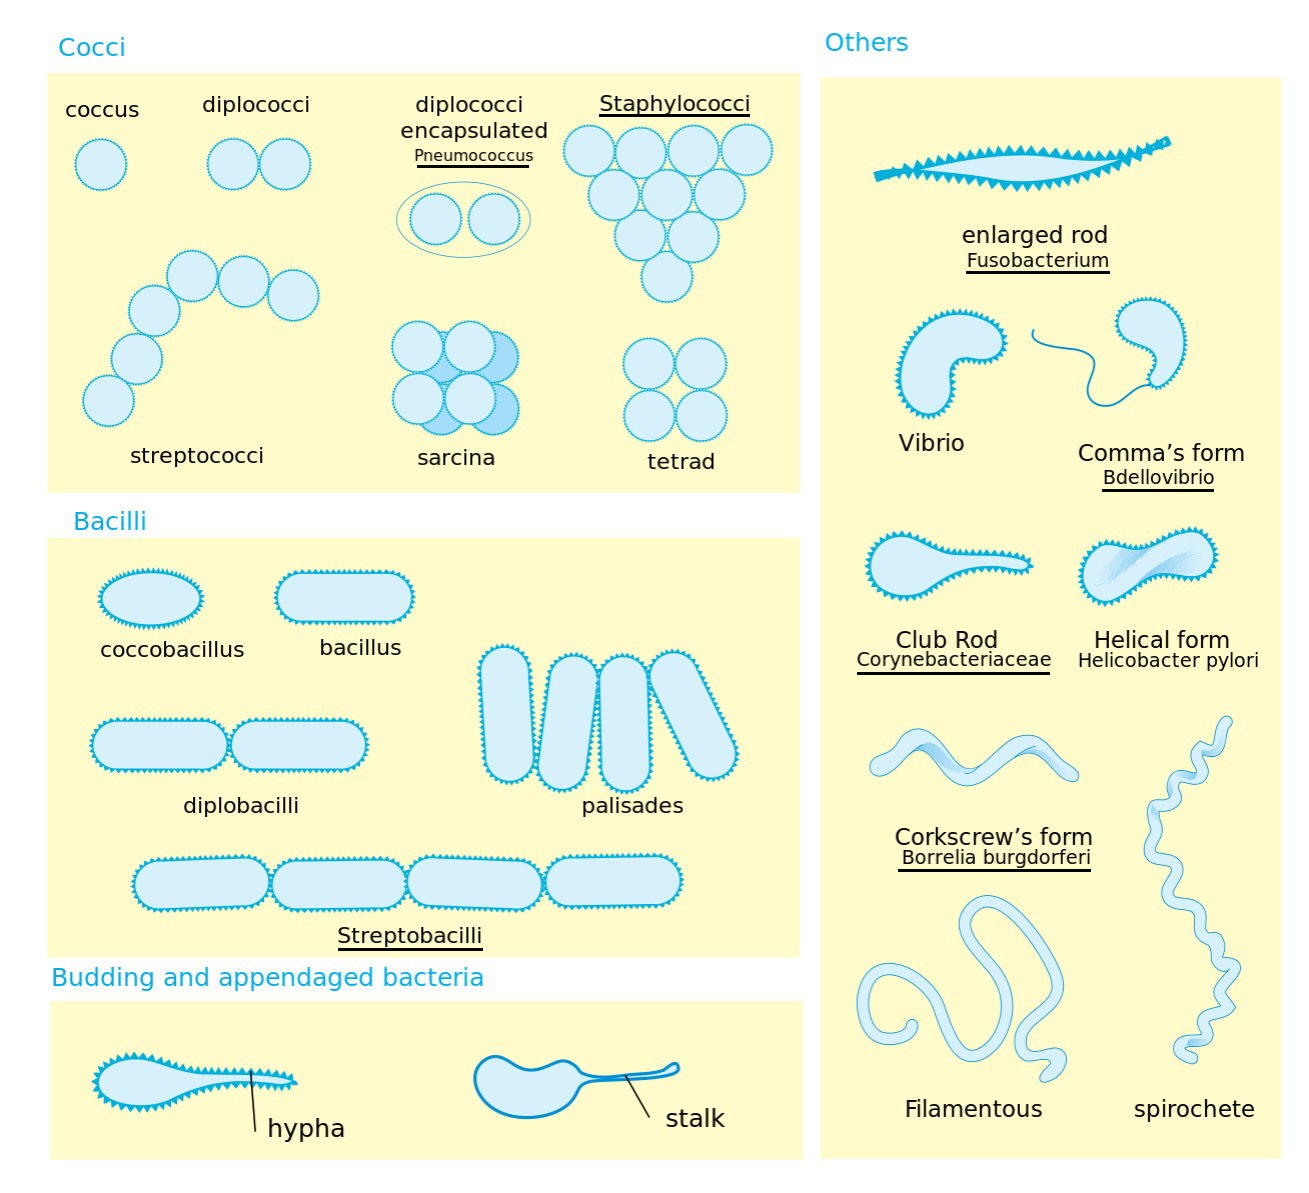 Cocci
coccus
diplococci
diplococci
encapsulated
Pneumococcus
Staphylococci
streptococci
sarcina
tetrad
Bacilli
coccobacillus
bacillus
diplobacilli
palisades
Streptobacilli
Budding and appendaged bacteria
hypha
stalk
Others
enlarged rod
Fusobacterium
Vibrio
Comma’s form
Bdellovibrio
Club Rod
Corynebacteriaceae
Helical form
Helicobacter pylori
Corkscrew’s form
Borrelia burgdorferi
Filamentous
spirochete